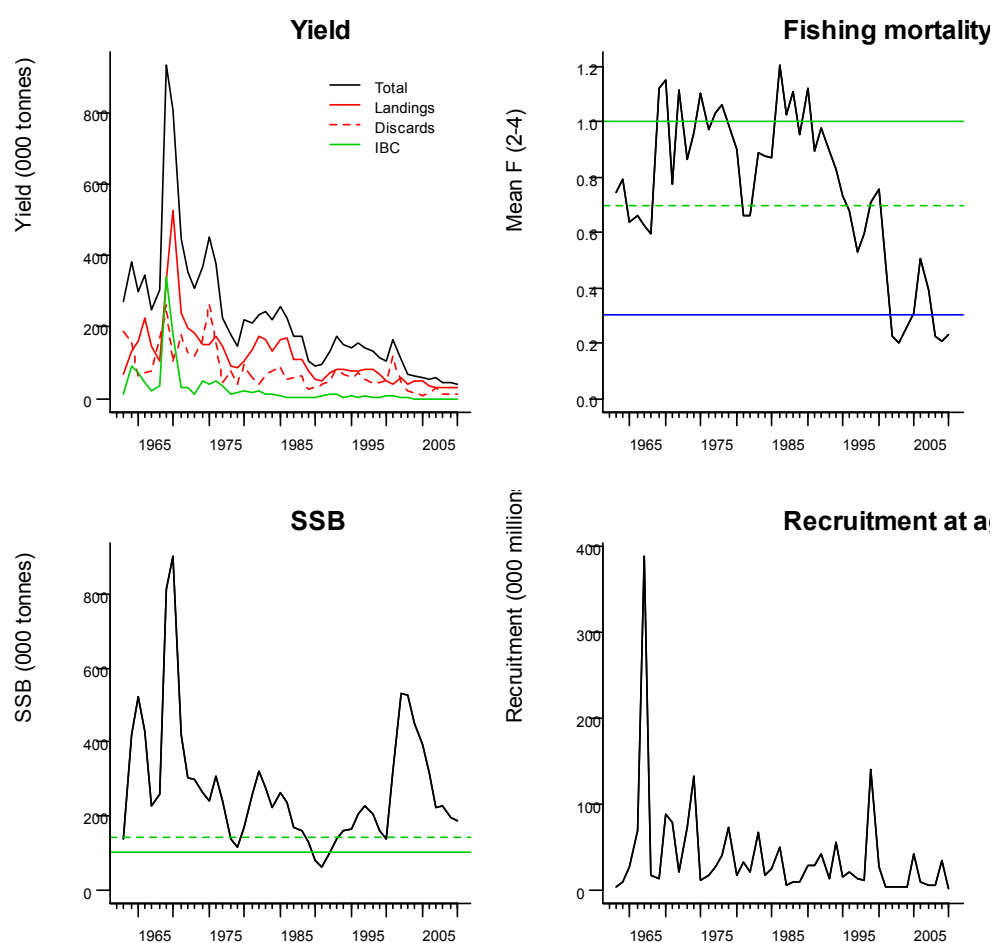 Yield
Yield (000 tonnes)
800
600
400
200
0
Total
Landings
Discards
IBC
1965 1975 1985 1995 2005
Fishing mortality
Mean F (2-4)
1.2
1.0
0.8
0.6
0.4
0.2
0.0
1965 1975 1985 1995 2005
SSB
SSB (000 tonnes)
800
600
400
200
0
1965 1975 1985 1995 2005
Recruitment at a
Recruitment (000 million
400
300
200
100
0
1965 1975 1985 1995 2005